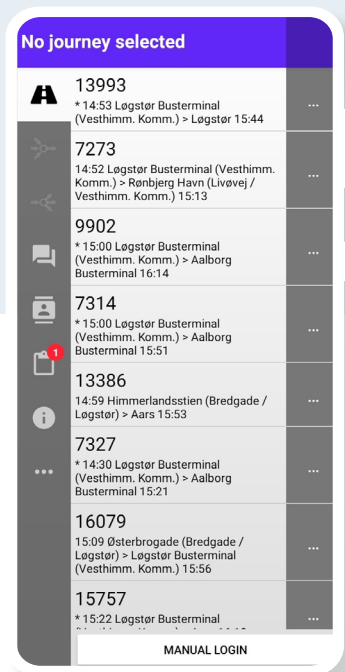 No journey selected
13993
* 14:53 Løgstør Busterminal
(Vesthimm. Komm.) > Løgstør 15:44
...
7273
14:52 Løgstør Busterminal (Vesthimm.
Komm.) > Rønbjerg Havn (Livøvej /
Vesthimm. Komm.) 15:13
...
9902
* 15:00 Løgstør Busterminal
(Vesthimm. Komm.) > Aalborg
Busterminal 16:14
...
7314
* 15:00 Løgstør Busterminal
(Vesthimm. Komm.) > Aalborg
Busterminal 15:51
...
1
13386
14:59 Himmerlandsstien (Bredgade /
Løgstør) > Aars 15:53
...
7327
* 14:30 Løgstør Busterminal
(Vesthimm. Komm.) > Aalborg
Busterminal 15:21
...
16079
15:09 Østerbrogade (Bredgade /
Løgstør) > Løgstør Busterminal
(Vesthimm. Komm.) 15:56
...
15757
* 15:22 Løgstør Busterminal
...
MANUAL LOGIN